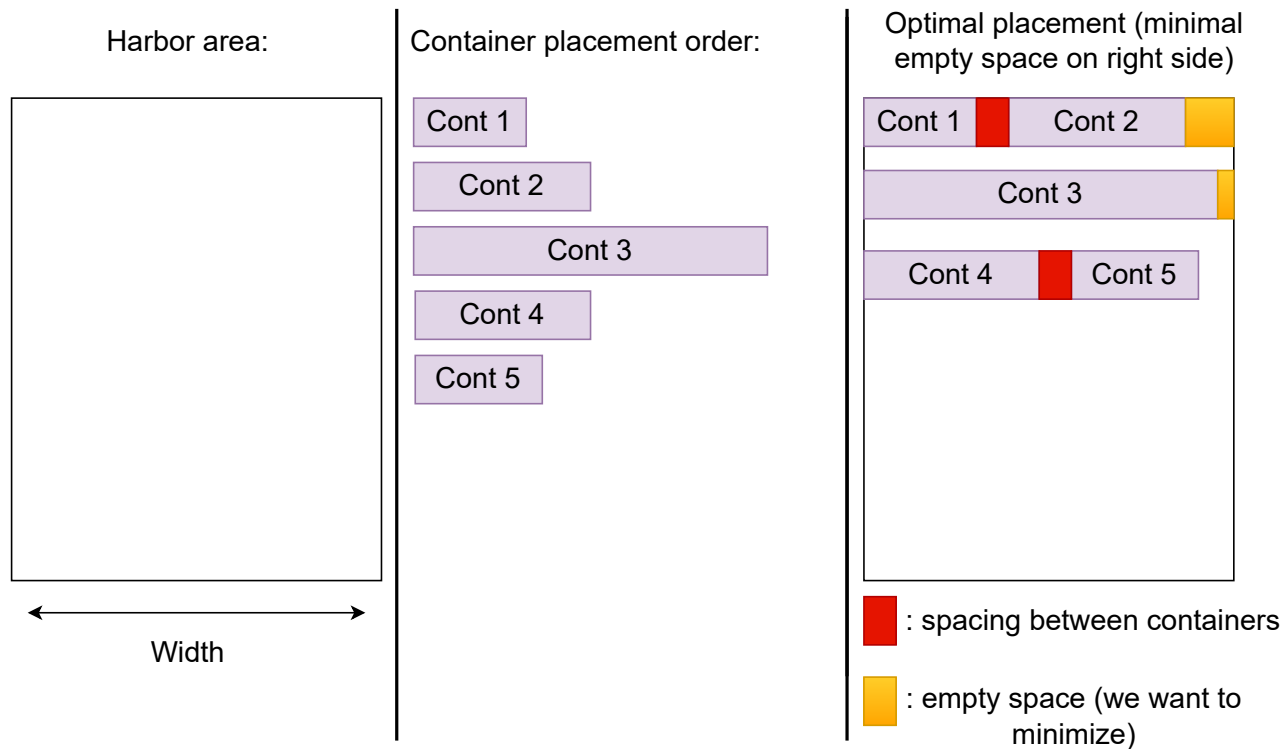 Harbor area:
Width
Container placement order:
Cont 1
Cont 2
Cont 3
Cont 4
Cont 5
Optimal placement (minimal
empty space on right side)
Cont 1 Cont 2
Cont 3
Cont 4 Cont 5
: spacing between containers
: empty space (we want to
minimize)